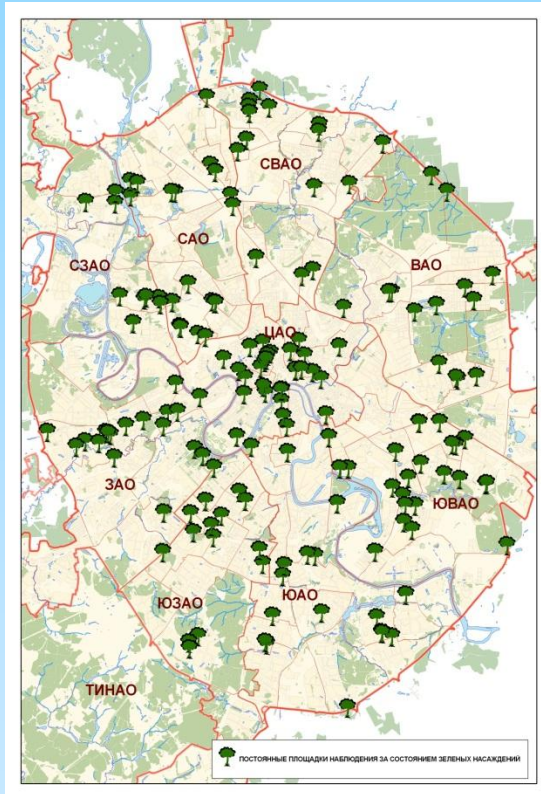 СВАО
САО
СЗАО
ВАО
ЦАО
ЗАО
ЮВАО
ЮЗАО
ЮАО
ТИНАО
ПОСТОЯННЫЕ ПЛОЩАДКИ НАБЛЮДЕНИЯ ЗА СОСТОЯНИЕМ ЗЕЛЕНЫХ НАСАЖДЕНИЙ